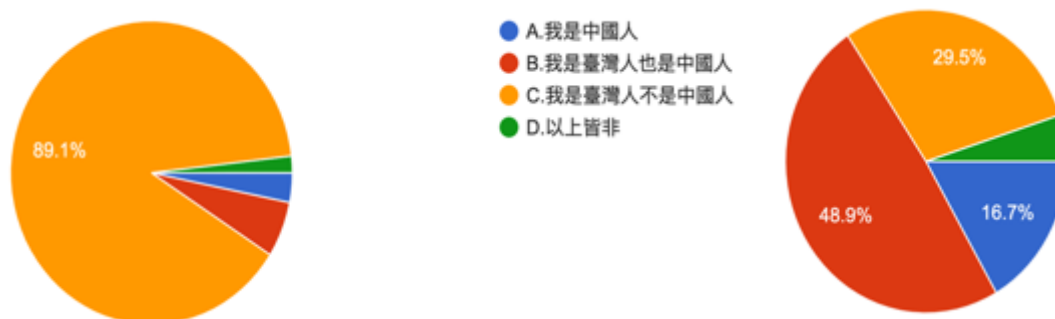 89.1%
A.我是中國人
B.我是臺灣人也是中國人
C.我是臺灣人不是中國人
D.以上皆非
29.5%
48.9%
16.7%